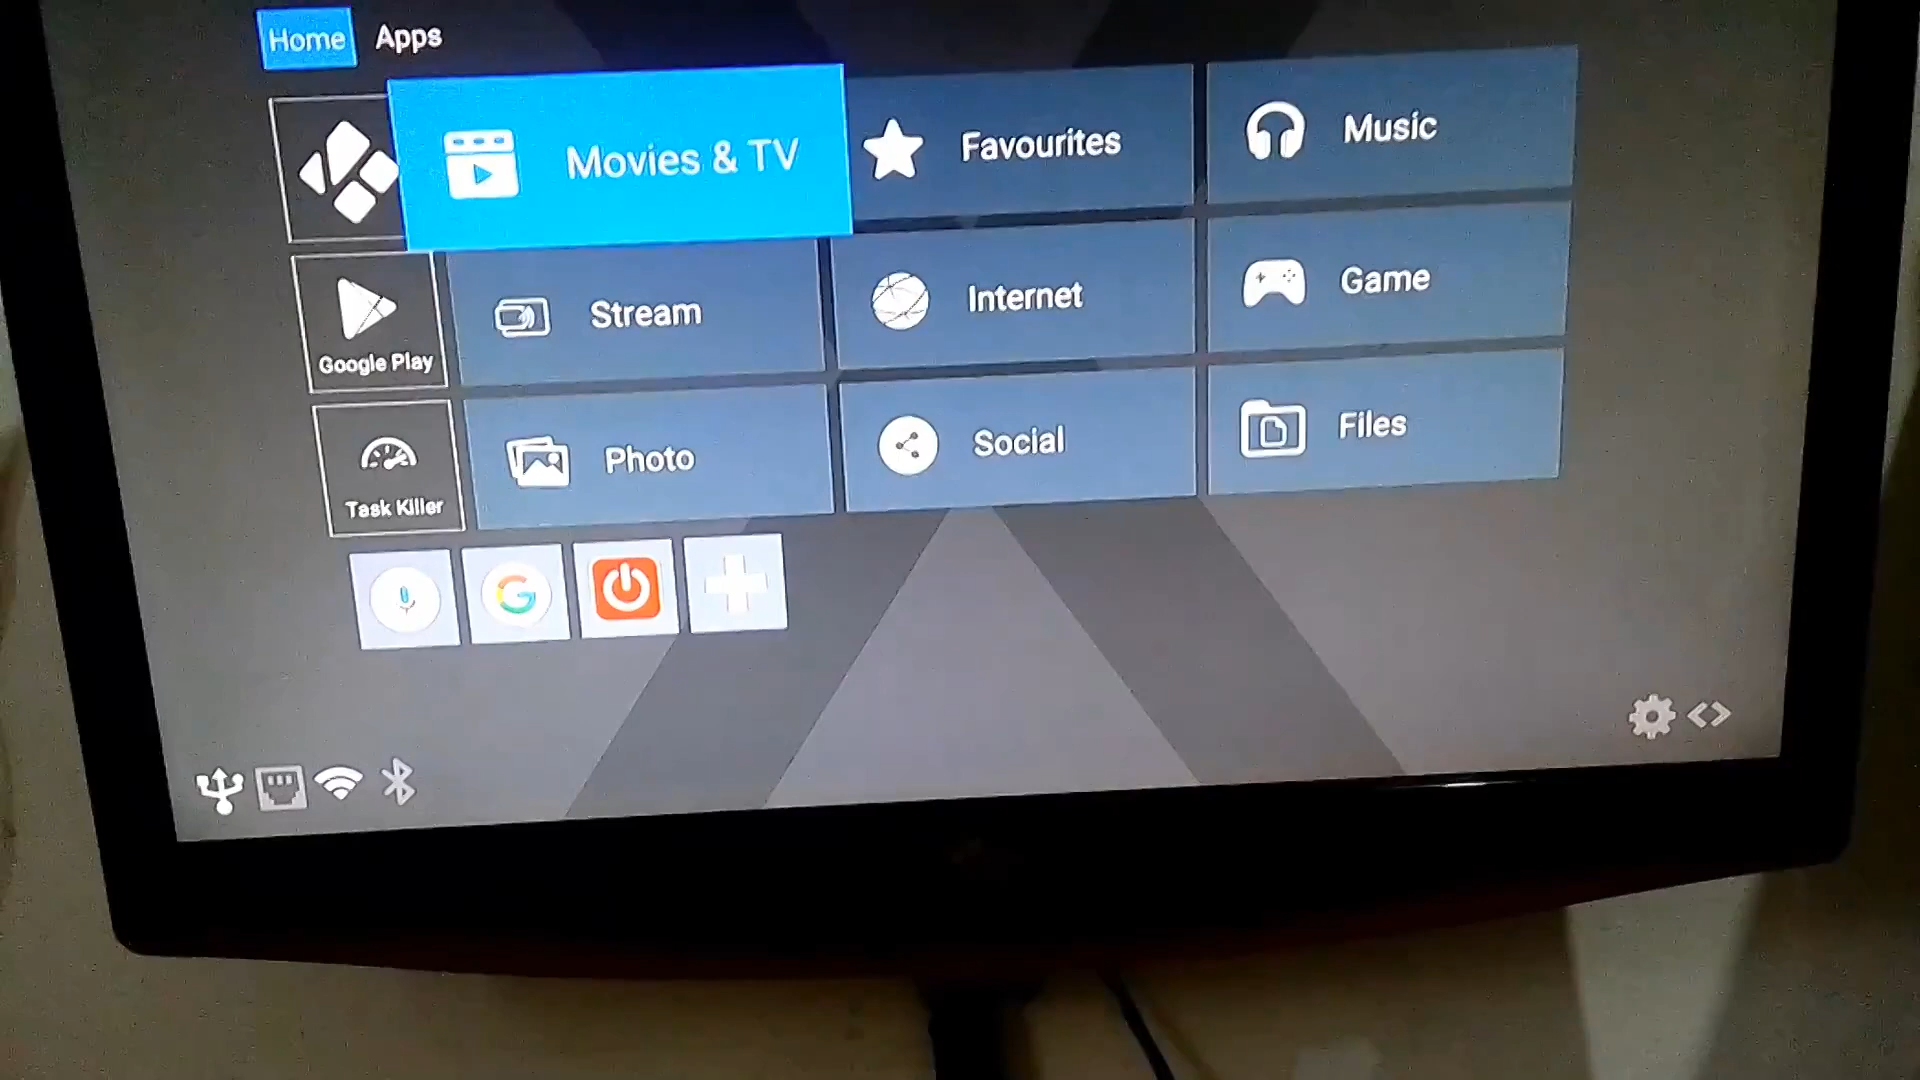 Home Apps
Movies & TV
Favourites
Music
Google Play
Stream
Internet
Game
Task Killer
Photo
Social
Files